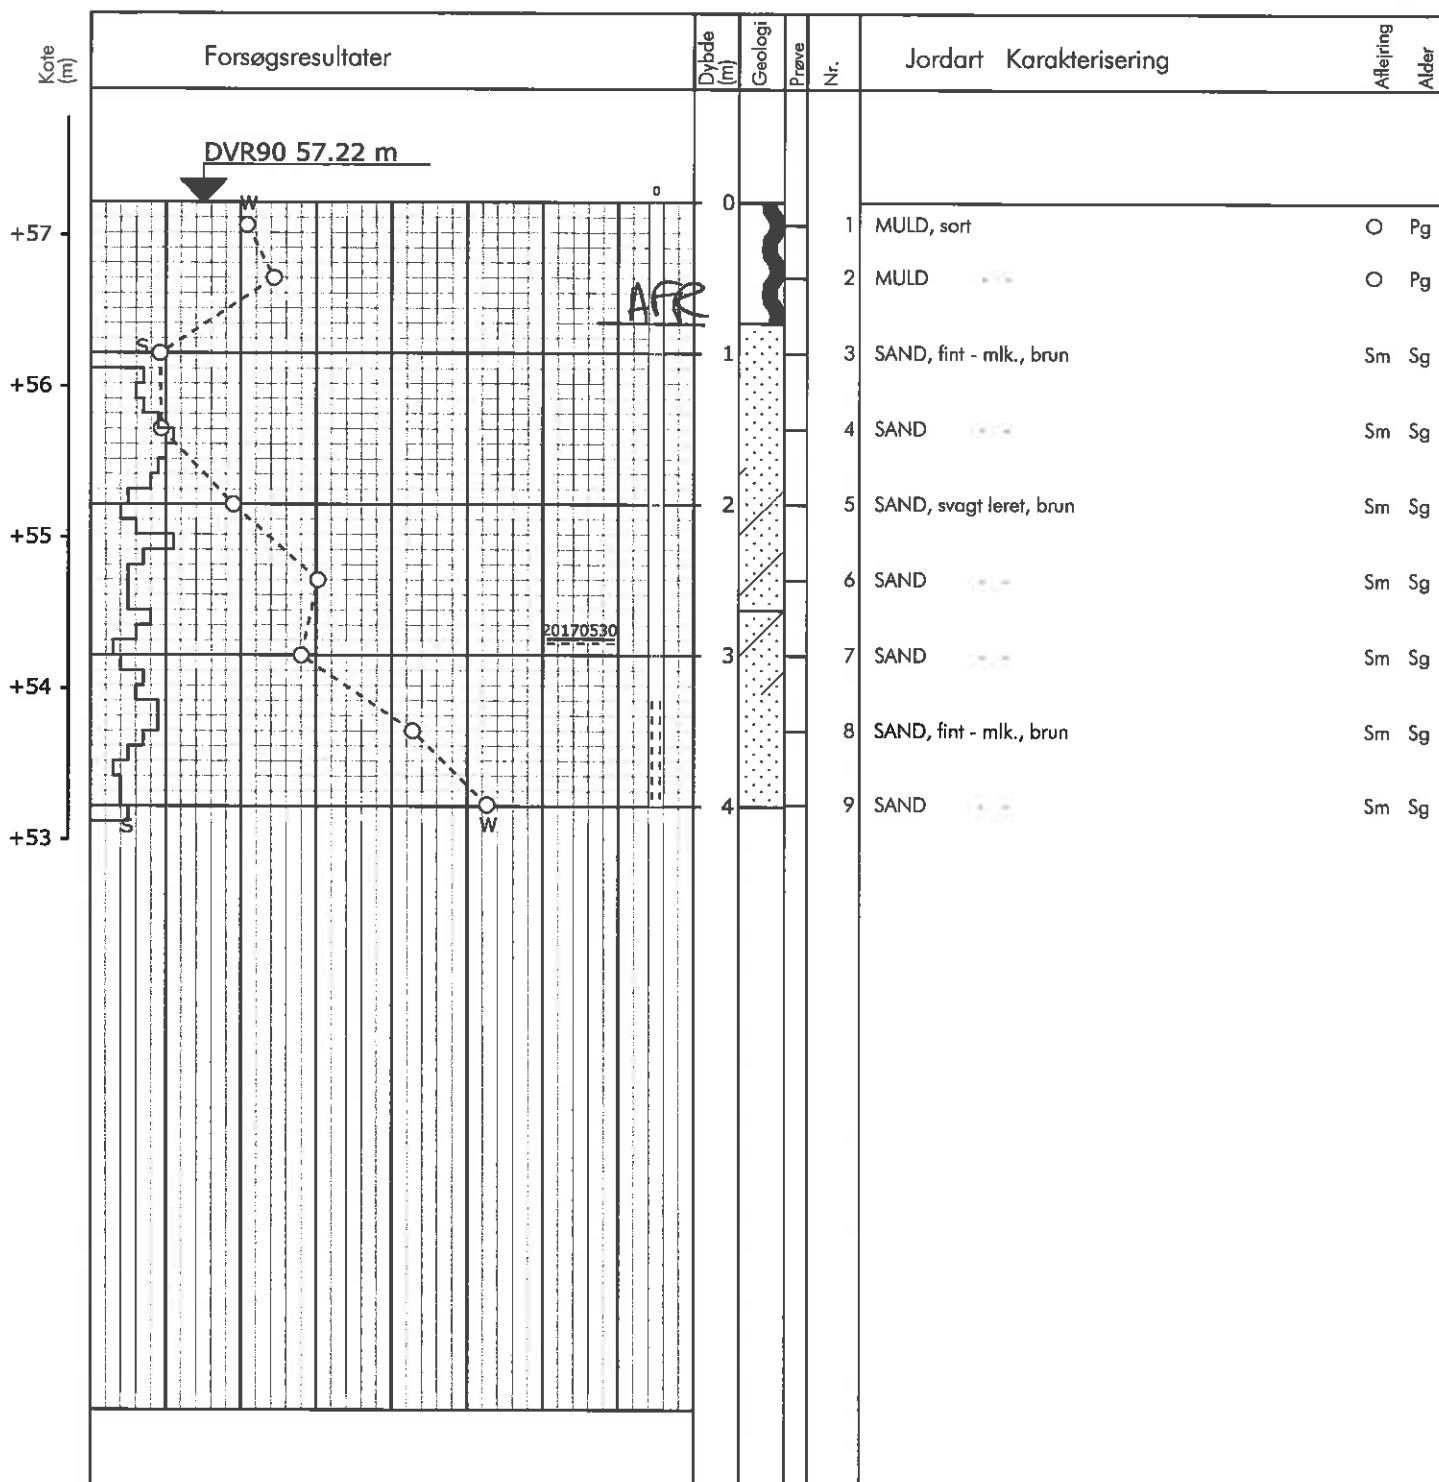 Kote (m) Forsøgsresultater Dybde (m) Geologi Prøve Nr. Jordart Karakterisering Aflejring Alder
DVR90 57.22 m
W 0 0
+57 1 MULD, sort O Pg
2 MULD " " O Pg
AFR
S 1 3 SAND, fint - mlk., brun Sm Sg
+56
4 SAND " " Sm Sg
2 5 SAND, svagt leret, brun Sm Sg
+55
6 SAND " " Sm Sg
20170530
3 7 SAND " " Sm Sg
+54
8 SAND, fint - mlk., brun Sm Sg
4 9 SAND " " Sm Sg
S W
+53